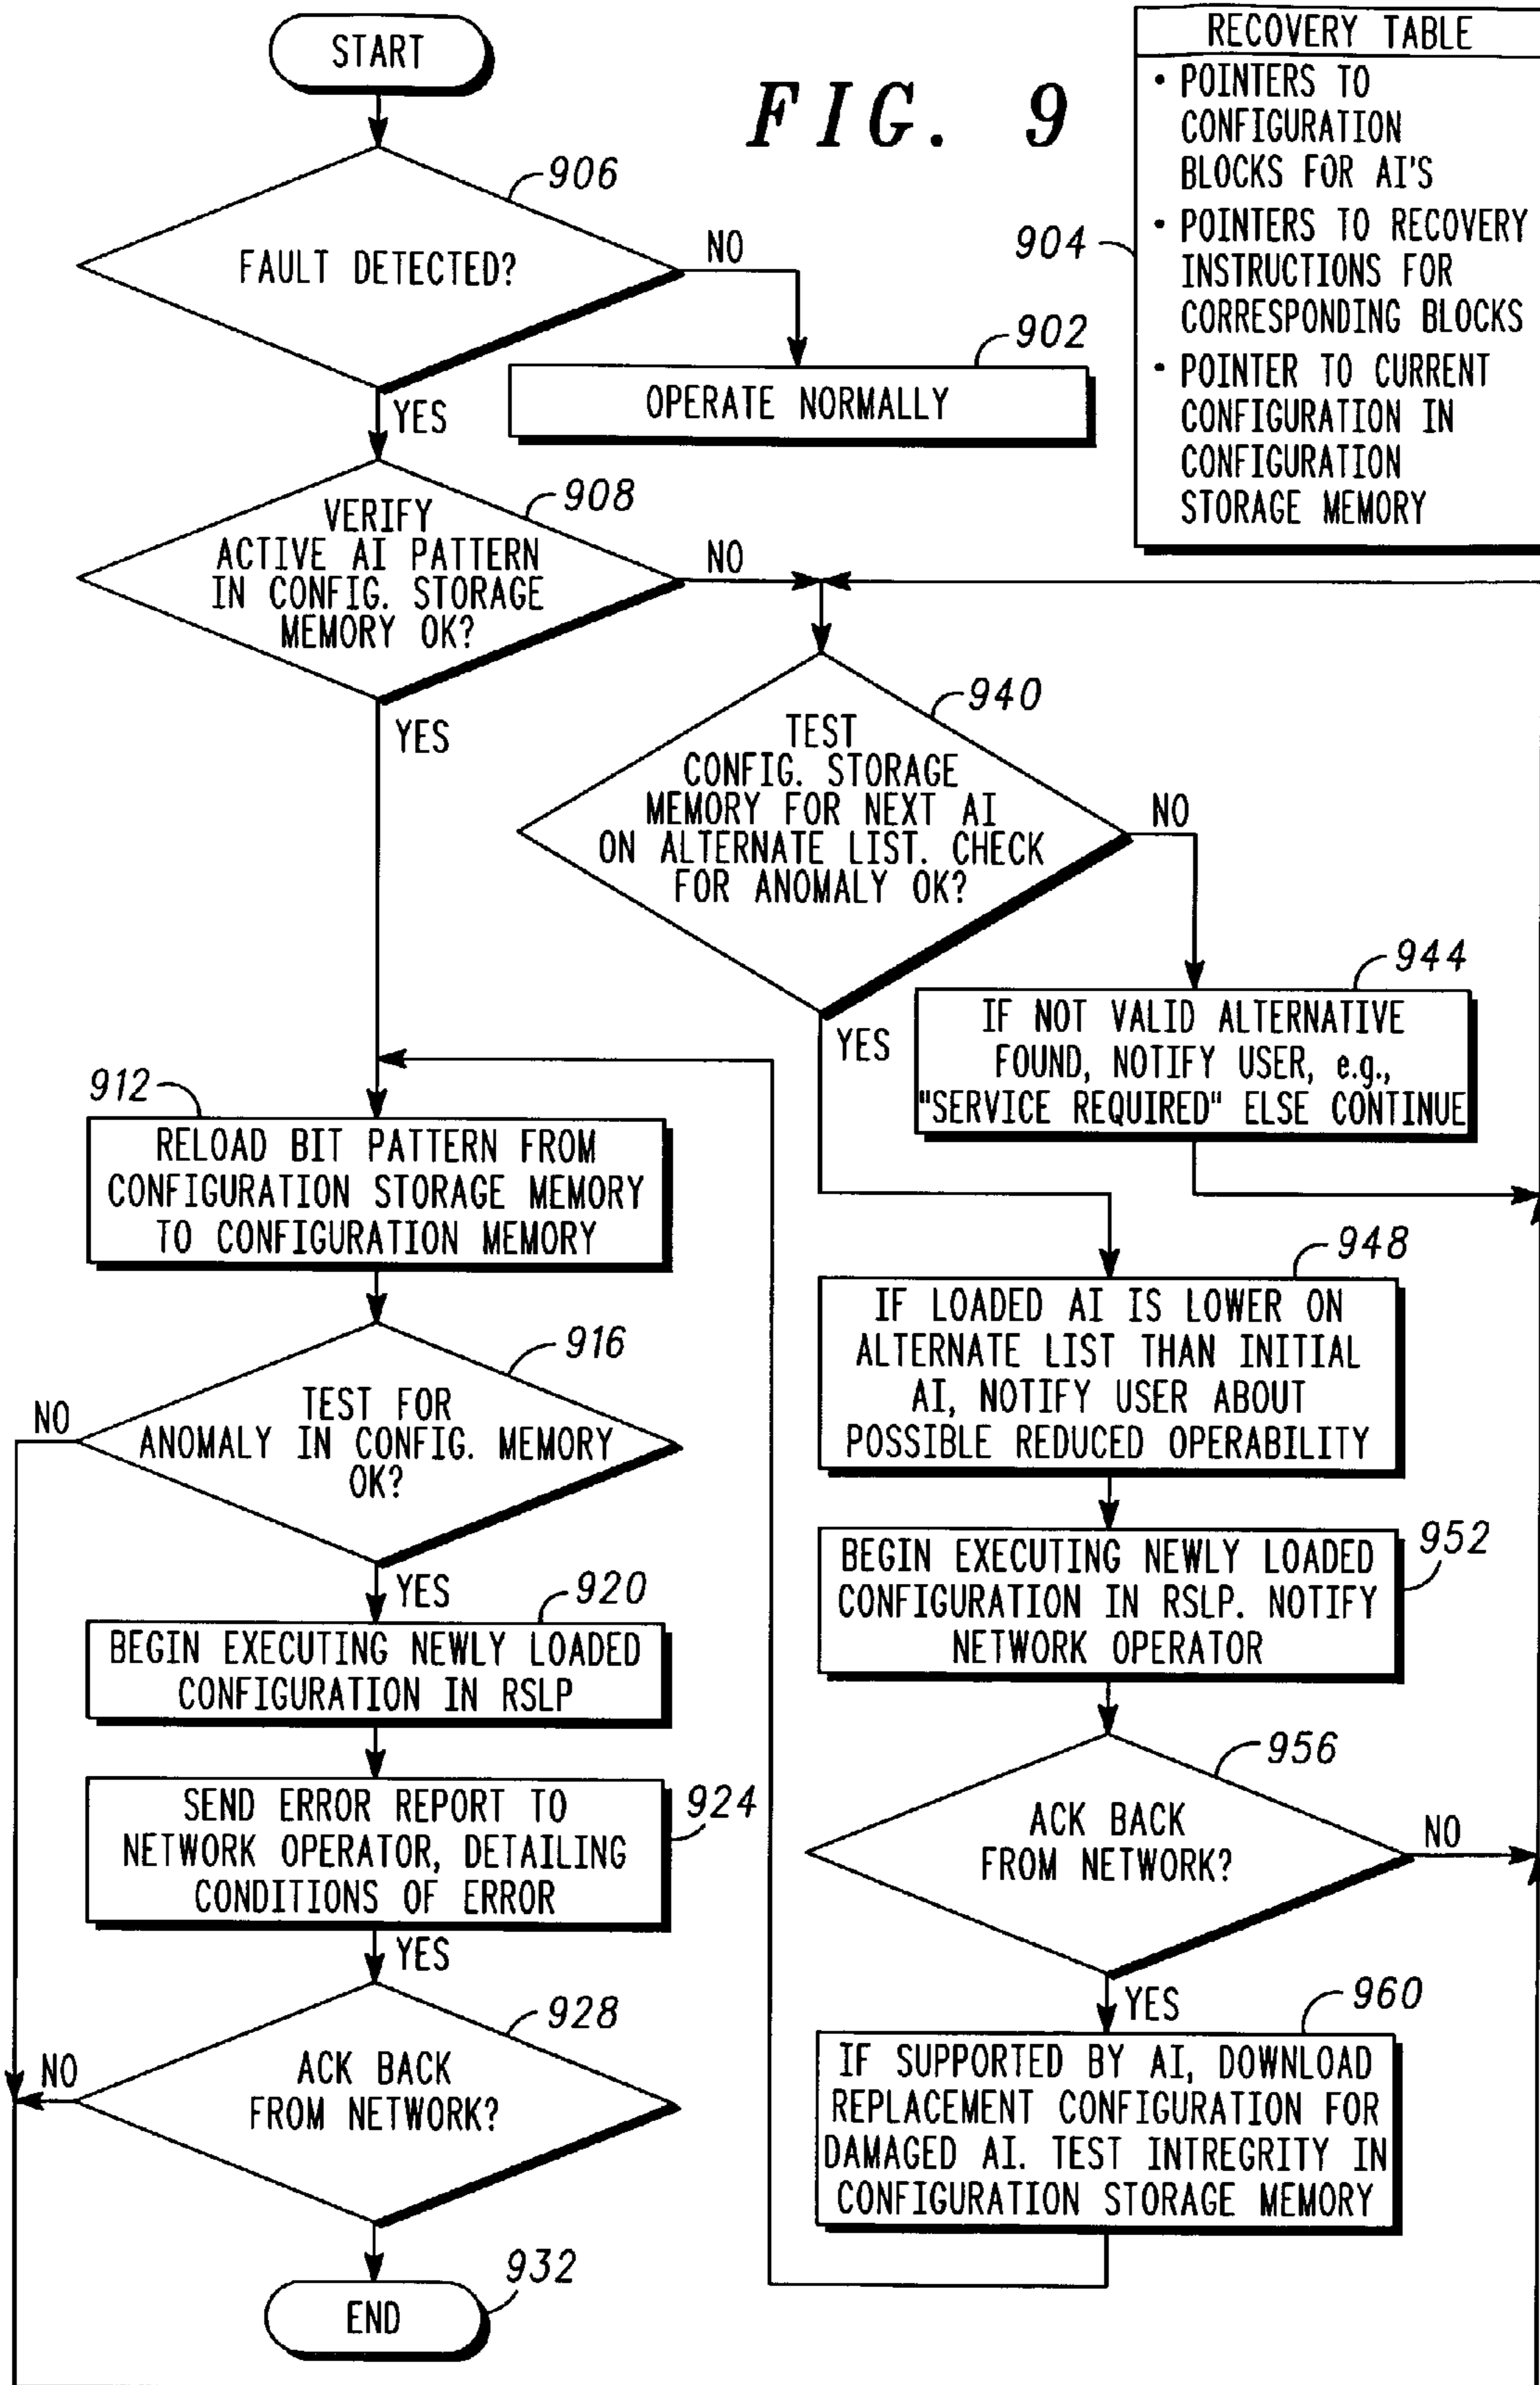 START
FIG. 9
RECOVERY TABLE
• POINTERS TO
CONFIGURATION
BLOCKS FOR AI'S
• POINTERS TO RECOVERY
INSTRUCTIONS FOR
CORRESPONDING BLOCKS
• POINTER TO CURRENT
CONFIGURATION IN
CONFIGURATION
STORAGE MEMORY
904
906
FAULT DETECTED?
NO
902
OPERATE NORMALLY
YES
908
VERIFY
ACTIVE AI PATTERN
IN CONFIG. STORAGE
MEMORY OK?
NO
YES
940
TEST
CONFIG. STORAGE
MEMORY FOR NEXT AI
ON ALTERNATE LIST. CHECK
FOR ANOMALY OK?
NO
YES
944
IF NOT VALID ALTERNATIVE
FOUND, NOTIFY USER, e.g.,
"SERVICE REQUIRED" ELSE CONTINUE
912
RELOAD BIT PATTERN FROM
CONFIGURATION STORAGE MEMORY
TO CONFIGURATION MEMORY
948
IF LOADED AI IS LOWER ON
ALTERNATE LIST THAN INITIAL
AI, NOTIFY USER ABOUT
POSSIBLE REDUCED OPERABILITY
916
NO
TEST FOR
ANOMALY IN CONFIG. MEMORY
OK?
YES
952
BEGIN EXECUTING NEWLY LOADED
CONFIGURATION IN RSLP. NOTIFY
NETWORK OPERATOR
920
BEGIN EXECUTING NEWLY LOADED
CONFIGURATION IN RSLP
956
ACK BACK
FROM NETWORK?
NO
YES
924
SEND ERROR REPORT TO
NETWORK OPERATOR, DETAILING
CONDITIONS OF ERROR
YES
928
NO
ACK BACK
FROM NETWORK?
960
IF SUPPORTED BY AI, DOWNLOAD
REPLACEMENT CONFIGURATION FOR
DAMAGED AI. TEST INTREGRITY IN
CONFIGURATION STORAGE MEMORY
932
END